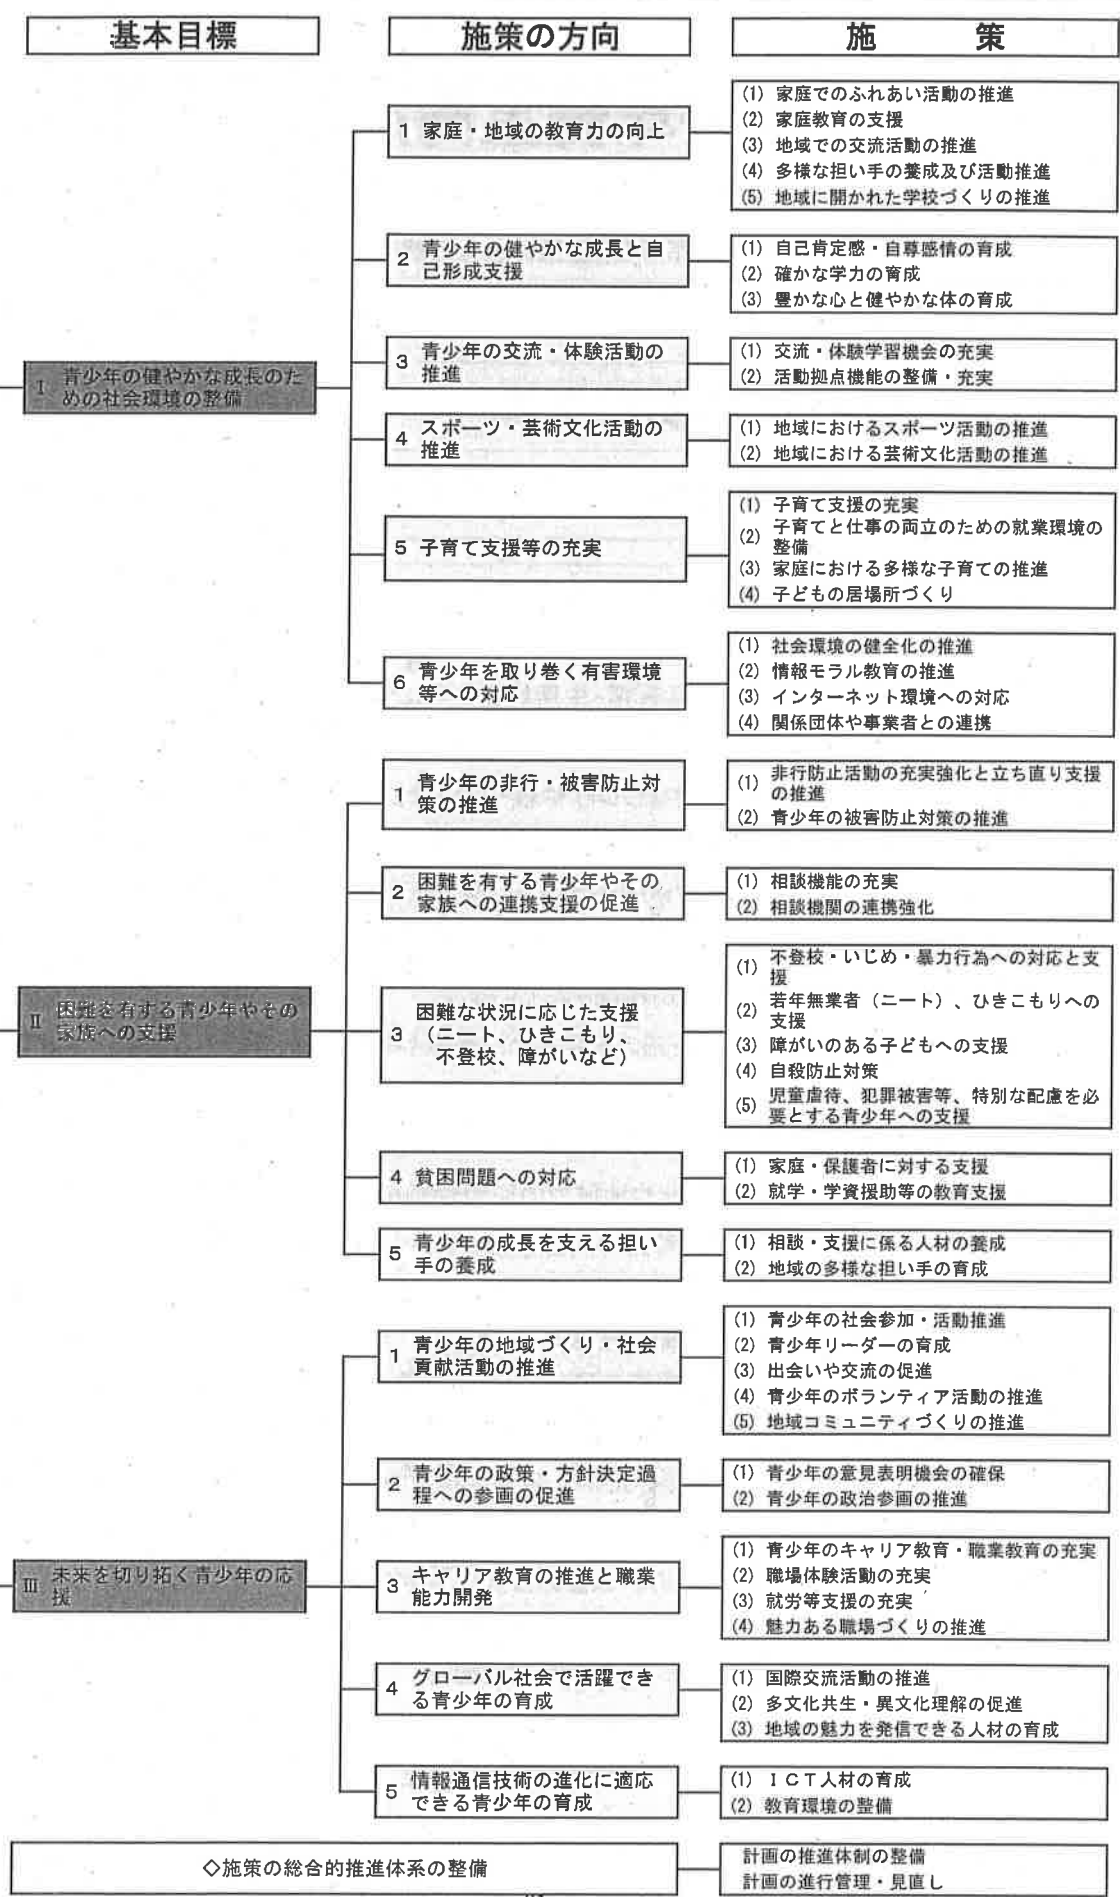 基本目標
施策の方向
施　　策
Ⅰ 青少年の健やかな成長のた
めの社会環境の整備
1 家庭・地域の教育力の向上
(1) 家庭でのふれあい活動の推進
(2) 家庭教育の支援
(3) 地域での交流活動の推進
(4) 多様な担い手の養成及び活動推進
(5) 地域に開かれた学校づくりの推進
2 青少年の健やかな成長と自
己形成支援
(1) 自己肯定感・自尊感情の育成
(2) 確かな学力の育成
(3) 豊かな心と健やかな体の育成
3 青少年の交流・体験活動の
推進
(1) 交流・体験学習機会の充実
(2) 活動拠点機能の整備・充実
4 スポーツ・芸術文化活動の
推進
(1) 地域におけるスポーツ活動の推進
(2) 地域における芸術文化活動の推進
5 子育て支援等の充実
(1) 子育て支援の充実
(2) 子育てと仕事の両立のための就業環境の
整備
(3) 家庭における多様な子育ての推進
(4) 子どもの居場所づくり
6 青少年を取り巻く有害環境
等への対応
(1) 社会環境の健全化の推進
(2) 情報モラル教育の推進
(3) インターネット環境への対応
(4) 関係団体や事業者との連携
Ⅱ 困難を有する青少年やその
家族への支援
1 青少年の非行・被害防止対
策の推進
(1) 非行防止活動の充実強化と立ち直り支援
の推進
(2) 青少年の被害防止対策の推進
2 困難を有する青少年やその
家族への連携支援の促進
(1) 相談機能の充実
(2) 相談機関の連携強化
3 困難な状況に応じた支援
（ニート、ひきこもり、
不登校、障がいなど）
(1) 不登校・いじめ・暴力行為への対応と支
援
(2) 若年無業者（ニート）、ひきこもりへの
支援
(3) 障がいのある子どもへの支援
(4) 自殺防止対策
(5) 児童虐待、犯罪被害等、特別な配慮を必
要とする青少年への支援
4 貧困問題への対応
(1) 家庭・保護者に対する支援
(2) 就学・学資援助等の教育支援
5 青少年の成長を支える担い
手の養成
(1) 相談・支援に係る人材の養成
(2) 地域の多様な担い手の育成
Ⅲ 未来を切り拓く青少年の応
援
1 青少年の地域づくり・社会
貢献活動の推進
(1) 青少年の社会参加・活動推進
(2) 青少年リーダーの育成
(3) 出会いや交流の促進
(4) 青少年のボランティア活動の推進
(5) 地域コミュニティづくりの推進
2 青少年の政策・方針決定過
程への参画の促進
(1) 青少年の意見表明機会の確保
(2) 青少年の政治参画の推進
3 キャリア教育の推進と職業
能力開発
(1) 青少年のキャリア教育・職業教育の充実
(2) 職場体験活動の充実
(3) 就労等支援の充実
(4) 魅力ある職場づくりの推進
4 グローバル社会で活躍でき
る青少年の育成
(1) 国際交流活動の推進
(2) 多文化共生・異文化理解の促進
(3) 地域の魅力を発信できる人材の育成
5 情報通信技術の進化に適応
できる青少年の育成
(1) ＩＣＴ人材の育成
(2) 教育環境の整備
◇施策の総合的推進体系の整備
計画の推進体制の整備
計画の進行管理・見直し